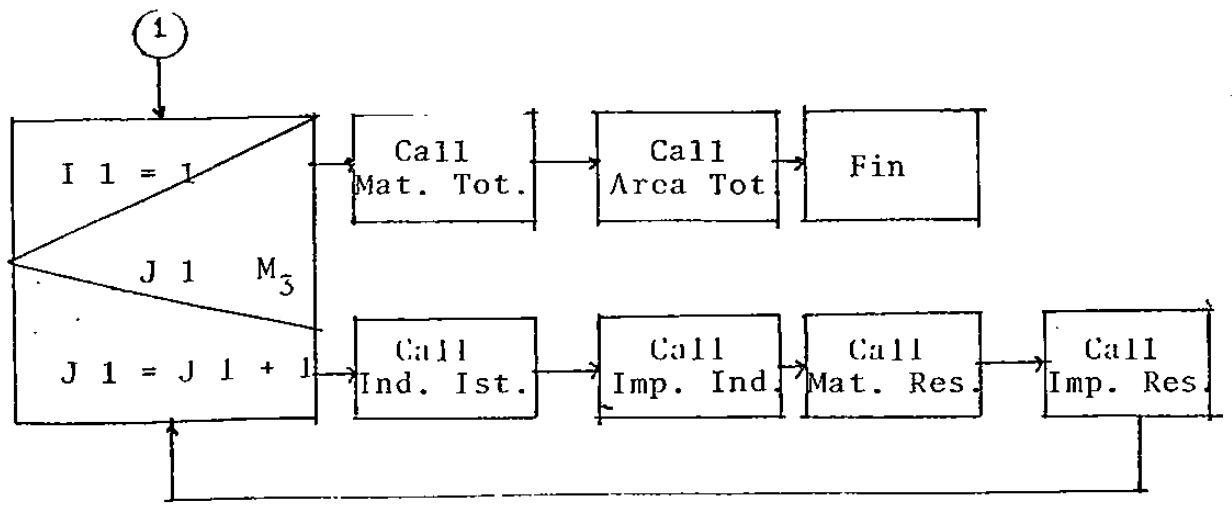 1
I 1 = 1
J 1 M3
J 1 = J 1 + 1
Call
Mat. Tot.
Call
Area Tot
Fin
Call
Ind. Ist.
Call
Imp. Ind.
Call
Mat. Res.
Call
Imp. Res.